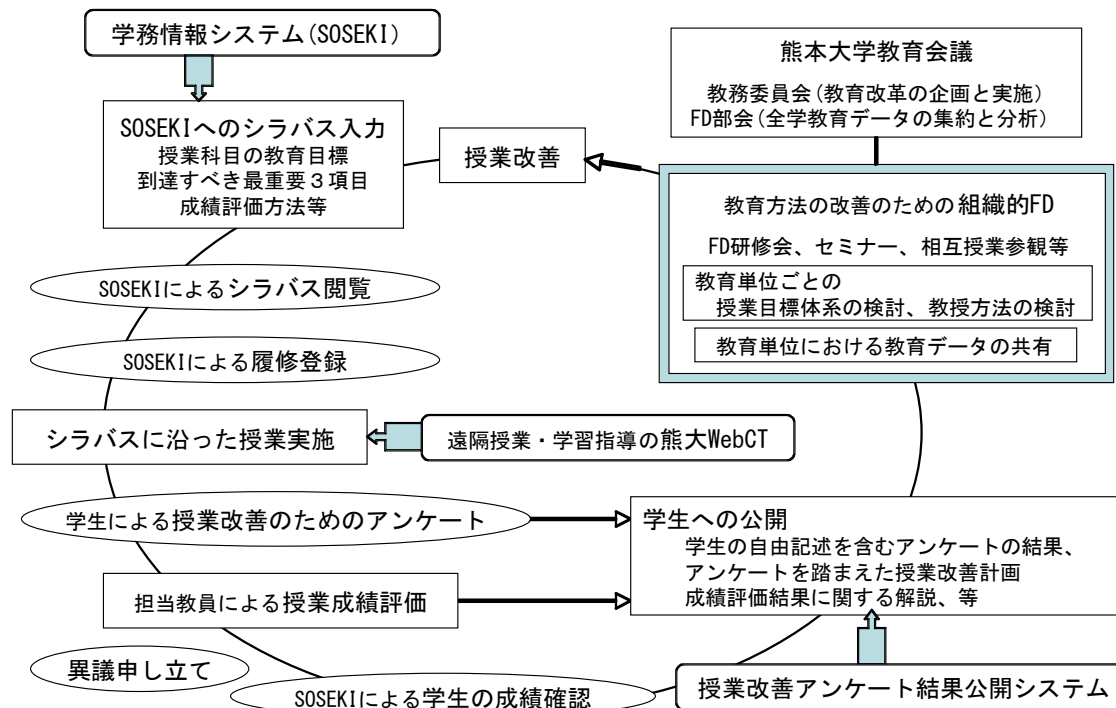 学務情報システム(SOSEKI)
熊本大学教育会議
教務委員会(教育改革の企画と実施)
FD部会(全学教育データの集約と分析)
SOSEKIへのシラバス入力
授業科目の教育目標
到達すべき最重要3項目
成績評価方法等
授業改善
教育方法の改善のための組織的FD
FD研修会、セミナー、相互授業参観等
教育単位ごとの
授業目標体系の検討、教授方法の検討
教育単位における教育データの共有
SOSEKIによるシラバス閲覧
SOSEKIによる履修登録
シラバスに沿った授業実施
遠隔授業・学習指導の熊大WebCT
学生による授業改善のためのアンケート
学生への公開
学生の自由記述を含むアンケートの結果、
アンケートを踏まえた授業改善計画
成績評価結果に関する解説、等
担当教員による授業成績評価
異議申し立て
SOSEKIによる学生の成績確認
授業改善アンケート結果公開システム